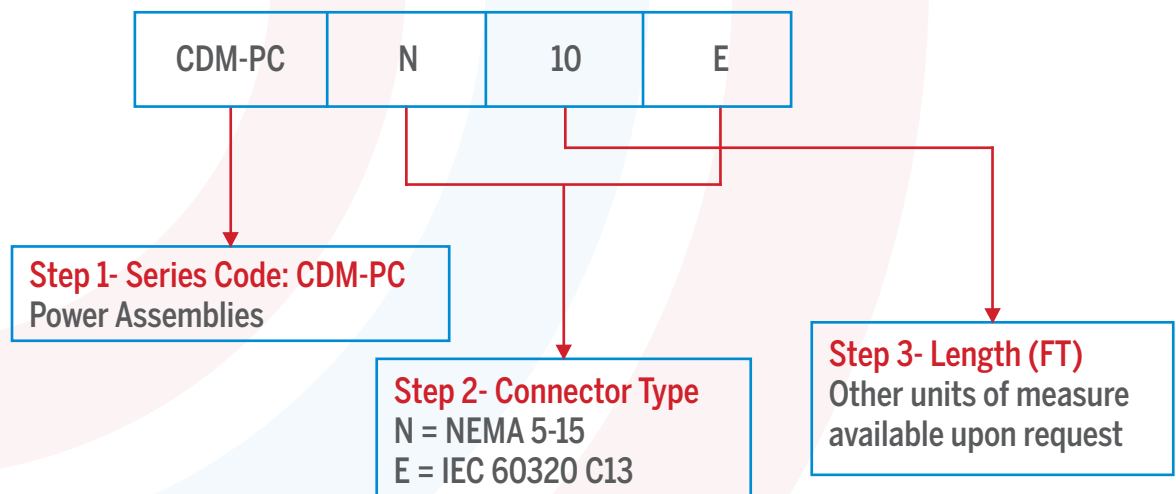 CDM-PC N 10 E
Step 1- Series Code: CDM-PC
Power Assemblies
Step 2- Connector Type
N = NEMA 5-15
E = IEC 60320 C13
Step 3- Length (FT)
Other units of measure
available upon request